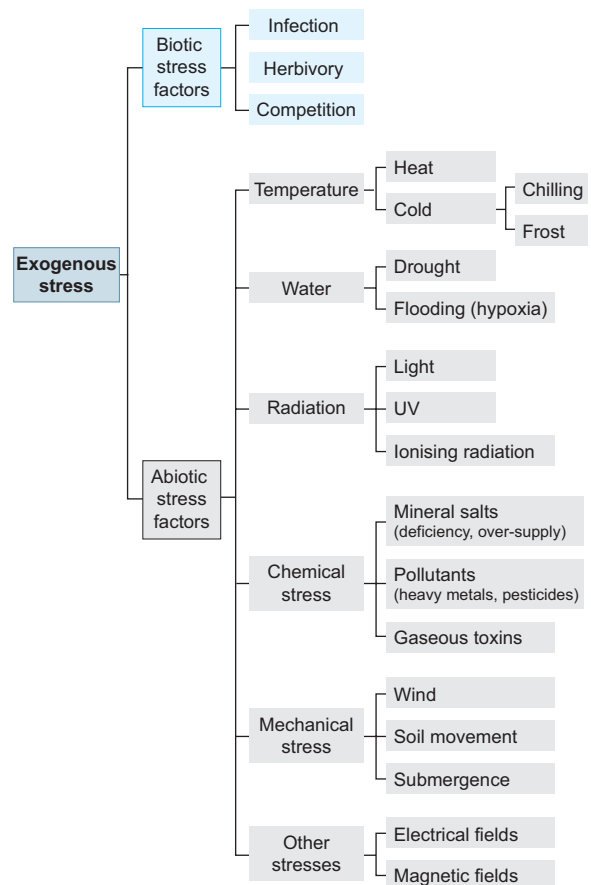 Infection
Biotic
stress
factors
Herbivory
Competition
Exogenous
stress
Temperature
Heat
Cold
Chilling
Frost
Water
Drought
Flooding (hypoxia)
Radiation
Light
UV
Ionising radiation
Abiotic
stress
factors
Chemical
stress
Mineral salts
(deficiency, over-supply)
Pollutants
(heavy metals, pesticides)
Gaseous toxins
Mechanical
stress
Wind
Soil movement
Submergence
Other
stresses
Electrical fields
Magnetic fields